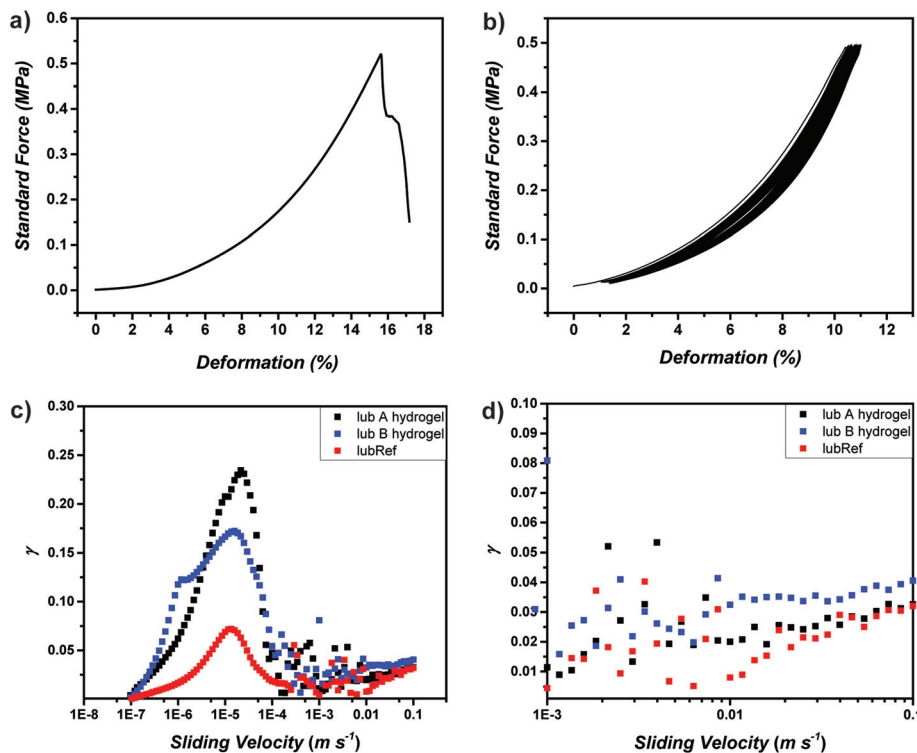 a)
0.6
0.5
0.4
0.3
0.2
0.1
0.0
Standard Force (MPa)
0 2 4 6 8 10 12 14 16 18
Deformation (%)
b)
0.5
0.4
0.3
0.2
0.1
0.0
Standard Force (MPa)
0 2 4 6 8 10 12
Deformation (%)
c)
0.30
0.25
0.20
0.15
0.10
0.05
γ
lub A hydrogel
lub B hydrogel
lubRef
1E-8 1E-7 1E-6 1E-5 1E-4 1E-3 0.01 0.1
Sliding Velocity (m s⁻¹)
d)
0.10
0.09
0.08
0.07
0.06
0.05
0.04
0.03
0.02
0.01
γ
lub A hydrogel
lub B hydrogel
lubRef
1E-3 0.01 0.1
Sliding Velocity (m s⁻¹)